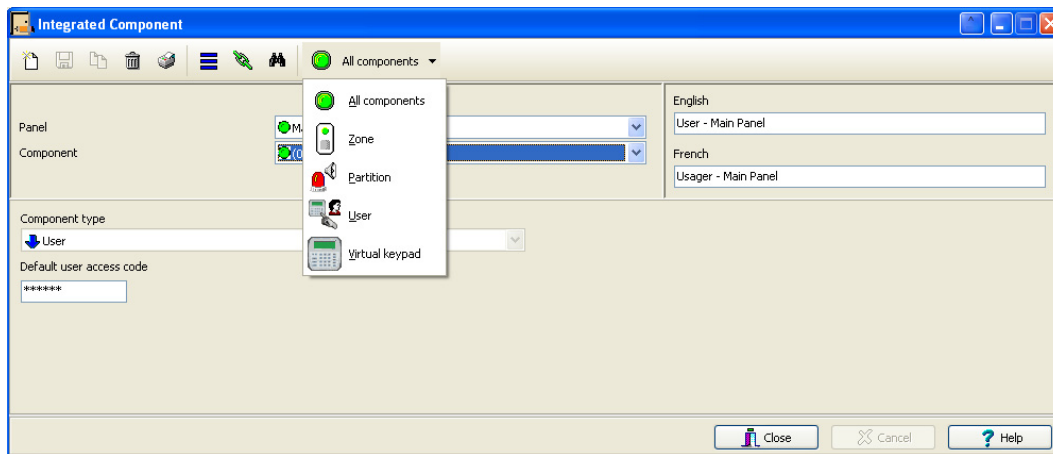 Integrated Component
All components
All components
Zone
Partition
User
Virtual keypad
Panel
Component
English
User - Main Panel
French
Usager - Main Panel
Component type
User
Default user access code
******
Close
Cancel
Help